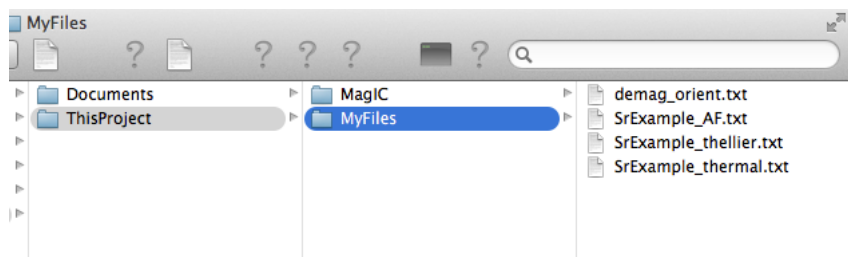 MyFiles
Documents
ThisProject
MagIC
MyFiles
demag_orient.txt
SrExample_AF.txt
SrExample_thellier.txt
SrExample_thermal.txt